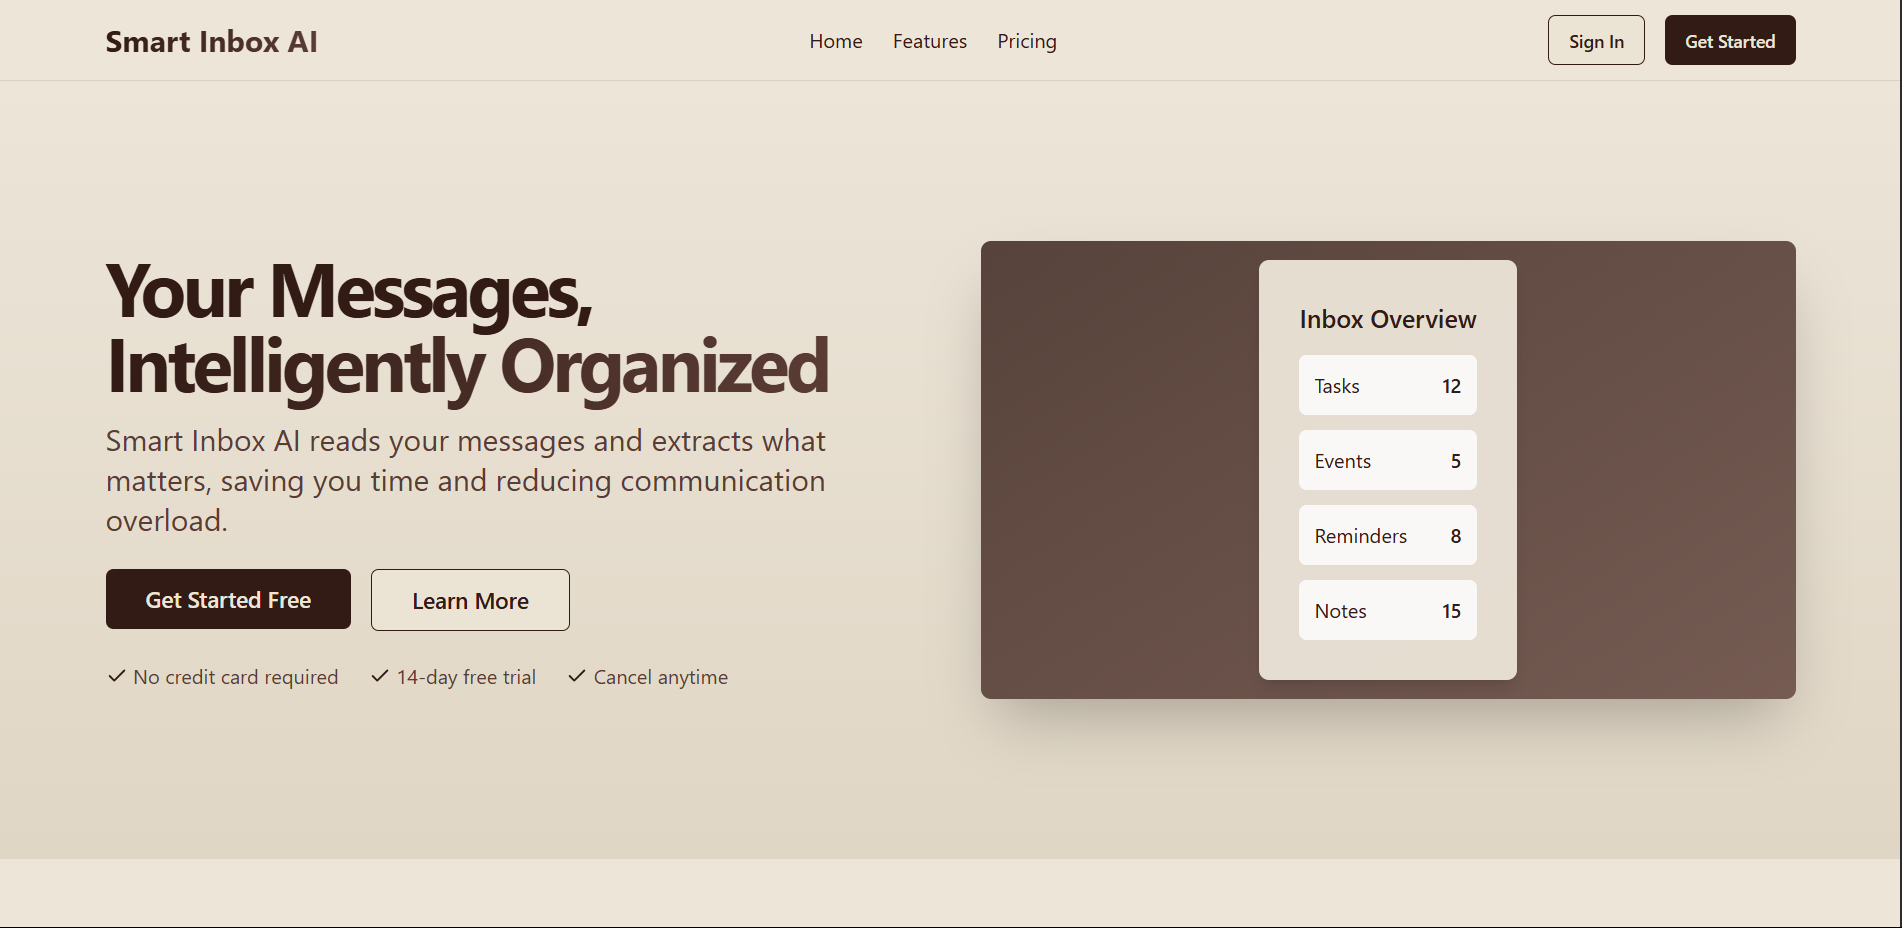 Smart Inbox AI
Home
Features
Pricing
Sign In
Get Started
Your Messages,
Intelligently Organized
Smart Inbox AI reads your messages and extracts what
matters, saving you time and reducing communication
overload.
Get Started Free
Learn More
No credit card required
14-day free trial
Cancel anytime
Inbox Overview
Tasks 12
Events 5
Reminders 8
Notes 15